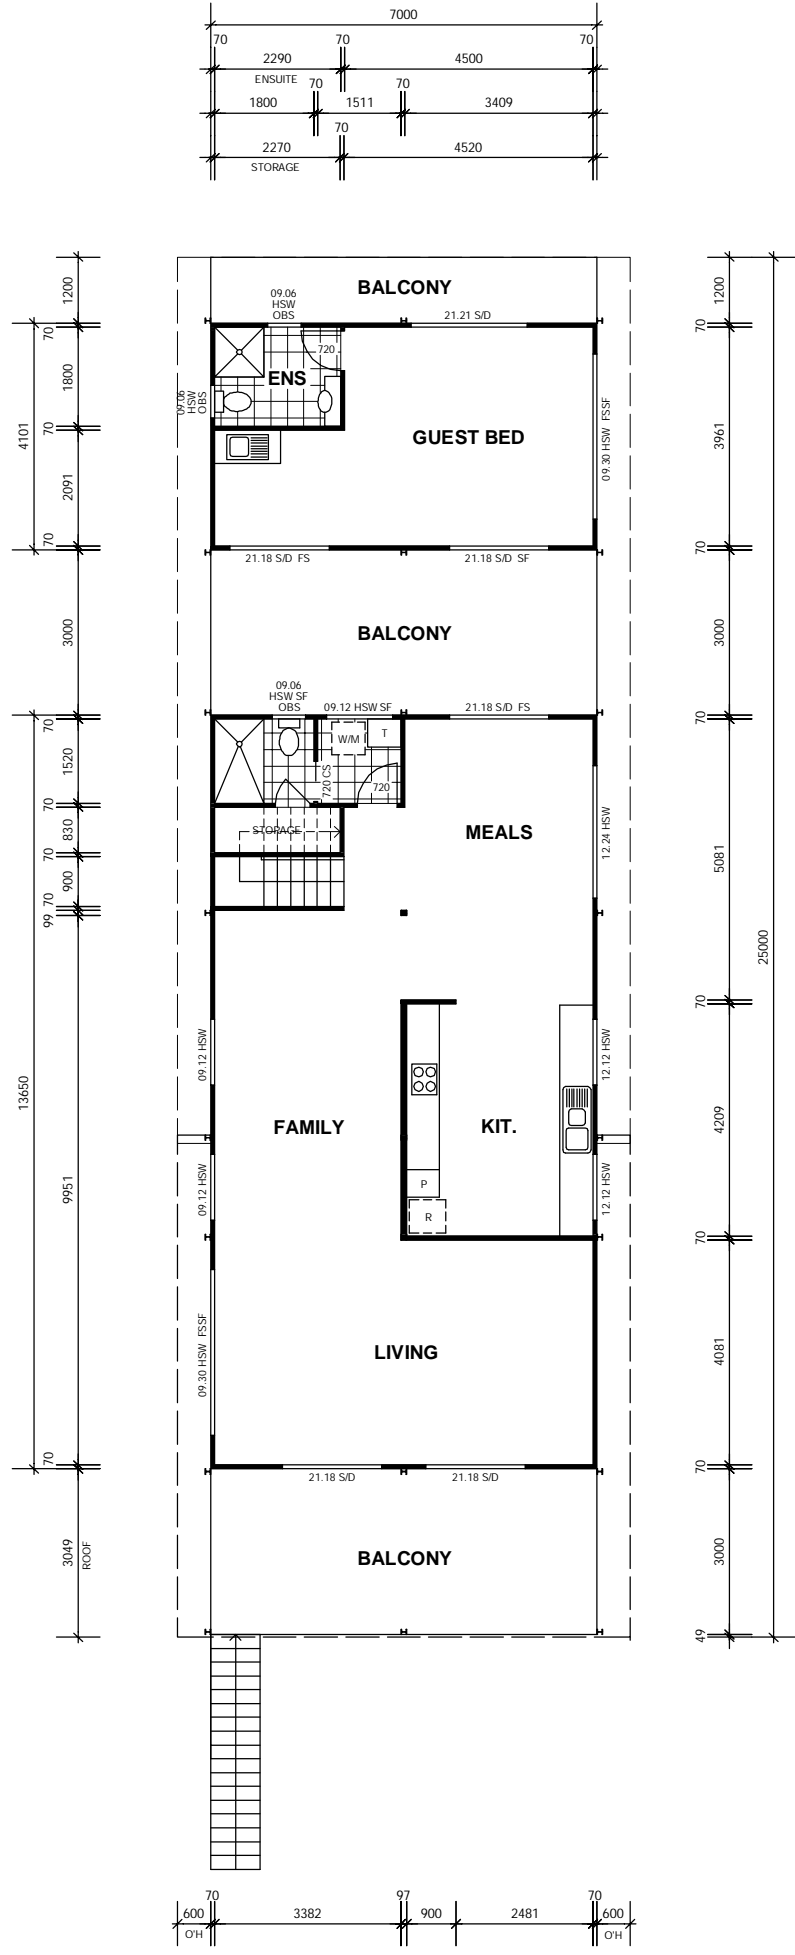 7000
70 70 70
2290 4500
ENSUITE
70 70
1800 1511 3409
70
2270 4520
STORAGE
1200
70
1800
4101
70
2091
70
3000
70
1520
70
830
70
900
70
99
13650
9951
70
3049
ROOF
BALCONY
09.06
HSW
OBS
21.21 S/D
720
ENS
09.06
HSW
OBS
GUEST BED
09.30 HSW FSSF
21.18 S/D FS
21.18 S/D SF
BALCONY
09.06
HSW SF
OBS
09.12 HSW SF
21.18 S/D FS
W/M
T
720 CS
720
STORAGE
MEALS
12.24 HSW
09.12 HSW
12.12 HSW
FAMILY
KIT.
09.12 HSW
P
R
12.12 HSW
09.30 HSW FSSF
LIVING
21.18 S/D
21.18 S/D
BALCONY
1200
70
3961
70
3000
70
5081
25000
70
4209
70
4081
70
3000
49
70 97 70
600 3382 900 2481 600
O'H O'H